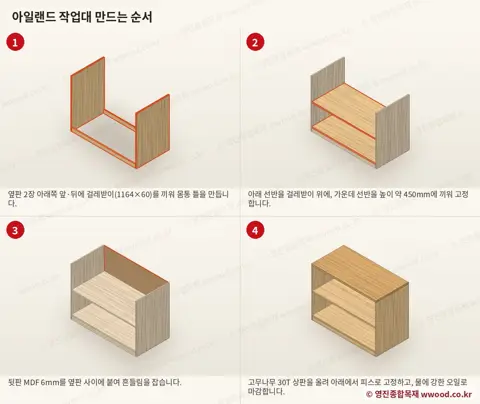 아일랜드 작업대 만드는 순서
1
2
옆판 2장 아래쪽 앞·뒤에 걸레받이(1164×60)를 끼워 몸통 틀을 만듭니
다.
아래 선반을 걸레받이 위에, 가운데 선반을 높이 약 450mm에 끼워 고정
합니다.
3
4
뒷판 MDF 6mm를 옆판 사이에 붙여 흔들림을 잡습니다.
고무나무 30T 상판을 올려 아래에서 피스로 고정하고, 물에 강한 오일로
마감합니다.
© 영진종합목재 wwood.co.kr